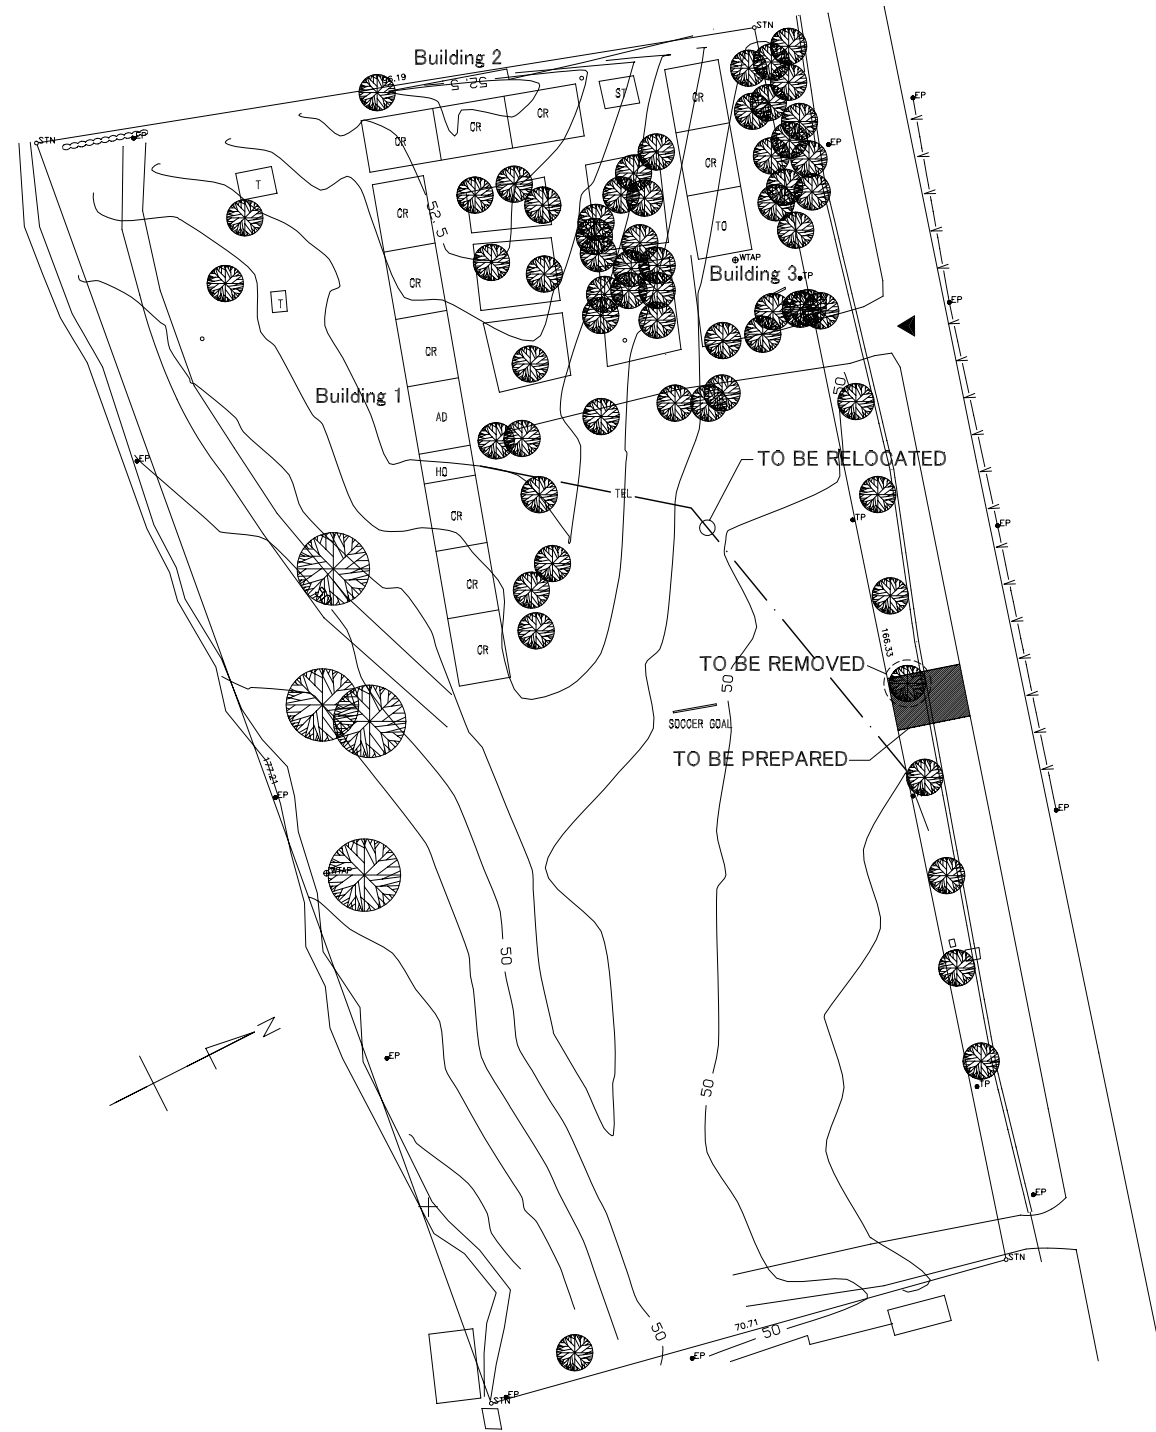 STN
Building 2
52.5
EP
STN
EP
ST
CR
CR
CR
CR
EP
CR
T
CR
52.5
TO
WTAP
Building 3
TP
CR
T
EP
CR
Building 1
50
AD
EP
HO
TO BE RELOCATED
TEL
CR
TP
EP
CR
166.33
CR
TO BE REMOVED
50
SOCCER GOAL
TO BE PREPARED
177.21
EP
EP
WTAP
50
N
EP
50
TP
EP
STN
70.71
50
50
EP
EP
STN